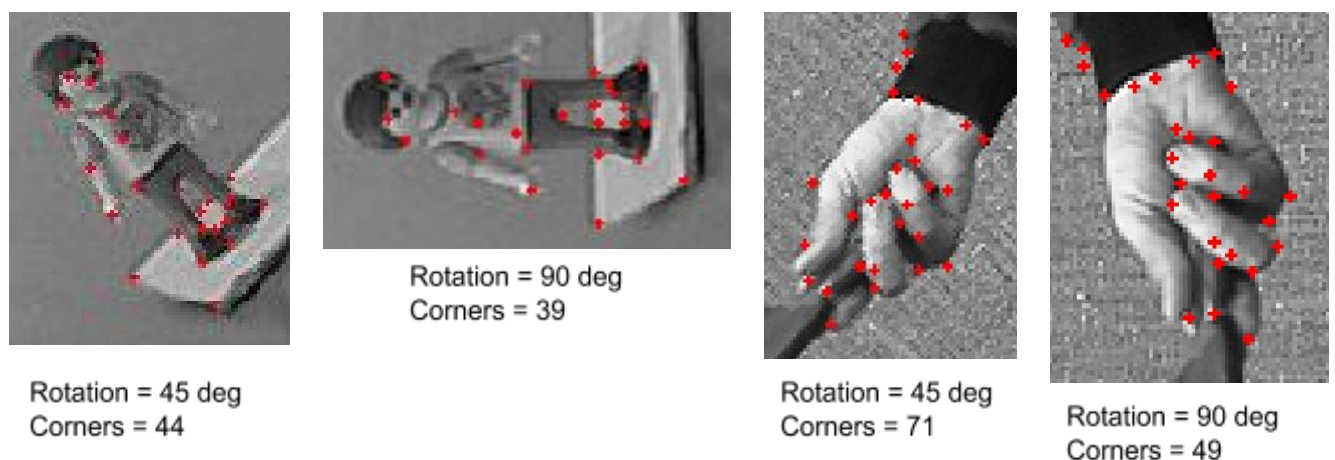 Rotation = 45 deg
Corners = 44
Rotation = 90 deg
Corners = 39
Rotation = 45 deg
Corners = 71
Rotation = 90 deg
Corners = 49